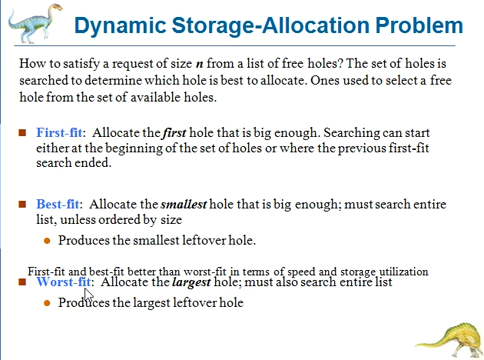 Dynamic Storage-Allocation Problem
How to satisfy a request of size n from a list of free holes? The set of holes is
searched to determine which hole is best to allocate. Ones used to select a free
hole from the set of available holes.
First-fit: Allocate the first hole that is big enough. Searching can start
either at the beginning of the set of holes or where the previous first-fit
search ended.
Best-fit: Allocate the smallest hole that is big enough; must search entire
list, unless ordered by size
Produces the smallest leftover hole.
First-fit and best-fit better than worst-fit in terms of speed and storage utilization
Worst-fit: Allocate the largest hole; must also search entire list
Produces the largest leftover hole